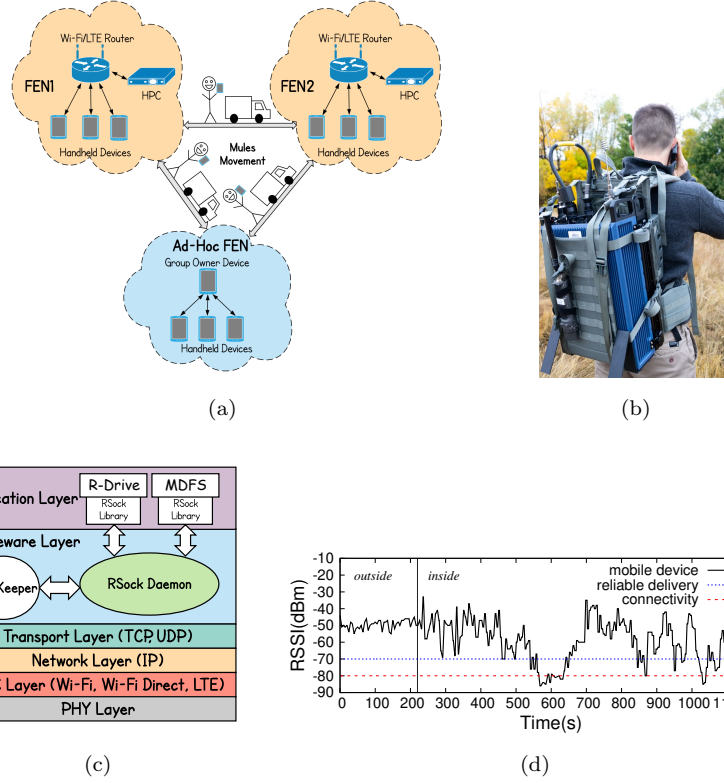 Wi-Fi/LTE Router
FEN1
HPC
Handheld Devices
Wi-Fi/LTE Router
FEN2
HPC
Handheld Devices
Mules
Movement
Ad-Hoc FEN
Group Owner Device
Handheld Devices
(a)
(b)
cation Layer
R-Drive
RSock
Library
MDFS
RSock
Library
eware Layer
Keeper
RSock Daemon
Transport Layer (TCP, UDP)
Network Layer (IP)
C Layer (Wi-Fi, Wi-Fi Direct, LTE)
PHY Layer
(c)
RSSI(dBm)
-10
-20
-30
-40
-50
-60
-70
-80
-90
outside
inside
mobile device
reliable delivery
connectivity
0 100 200 300 400 500 600 700 800 900 1000 11
Time(s)
(d)